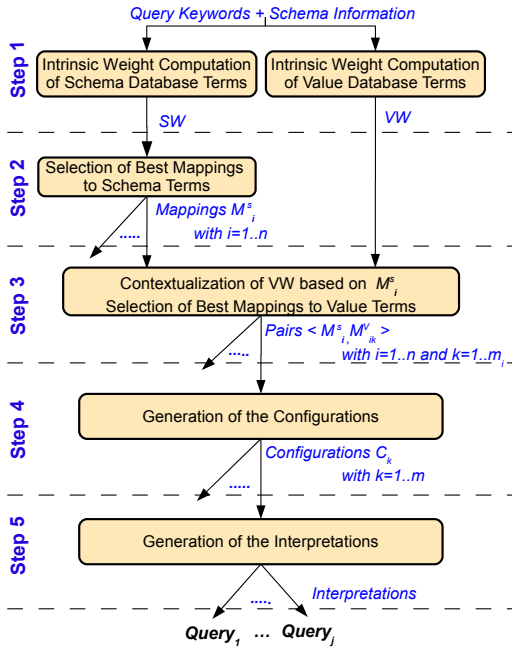 Query Keywords + Schema Information
Step 1
Intrinsic Weight Computation
of Schema Database Terms
Intrinsic Weight Computation
of Value Database Terms
SW
VW
Step 2
Selection of Best Mappings
to Schema Terms
Mappings M^s_i
.....
with i=1..n
Step 3
Contextualization of VW based on M^s_i
Selection of Best Mappings to Value Terms
Pairs < M^s_i, M^V_ik >
.....
with i=1..n and k=1..m_i
Step 4
Generation of the Configurations
Configurations C_k
.....
with k=1..m
Step 5
Generation of the Interpretations
Interpretations
.....
Query_1 ... Query_j